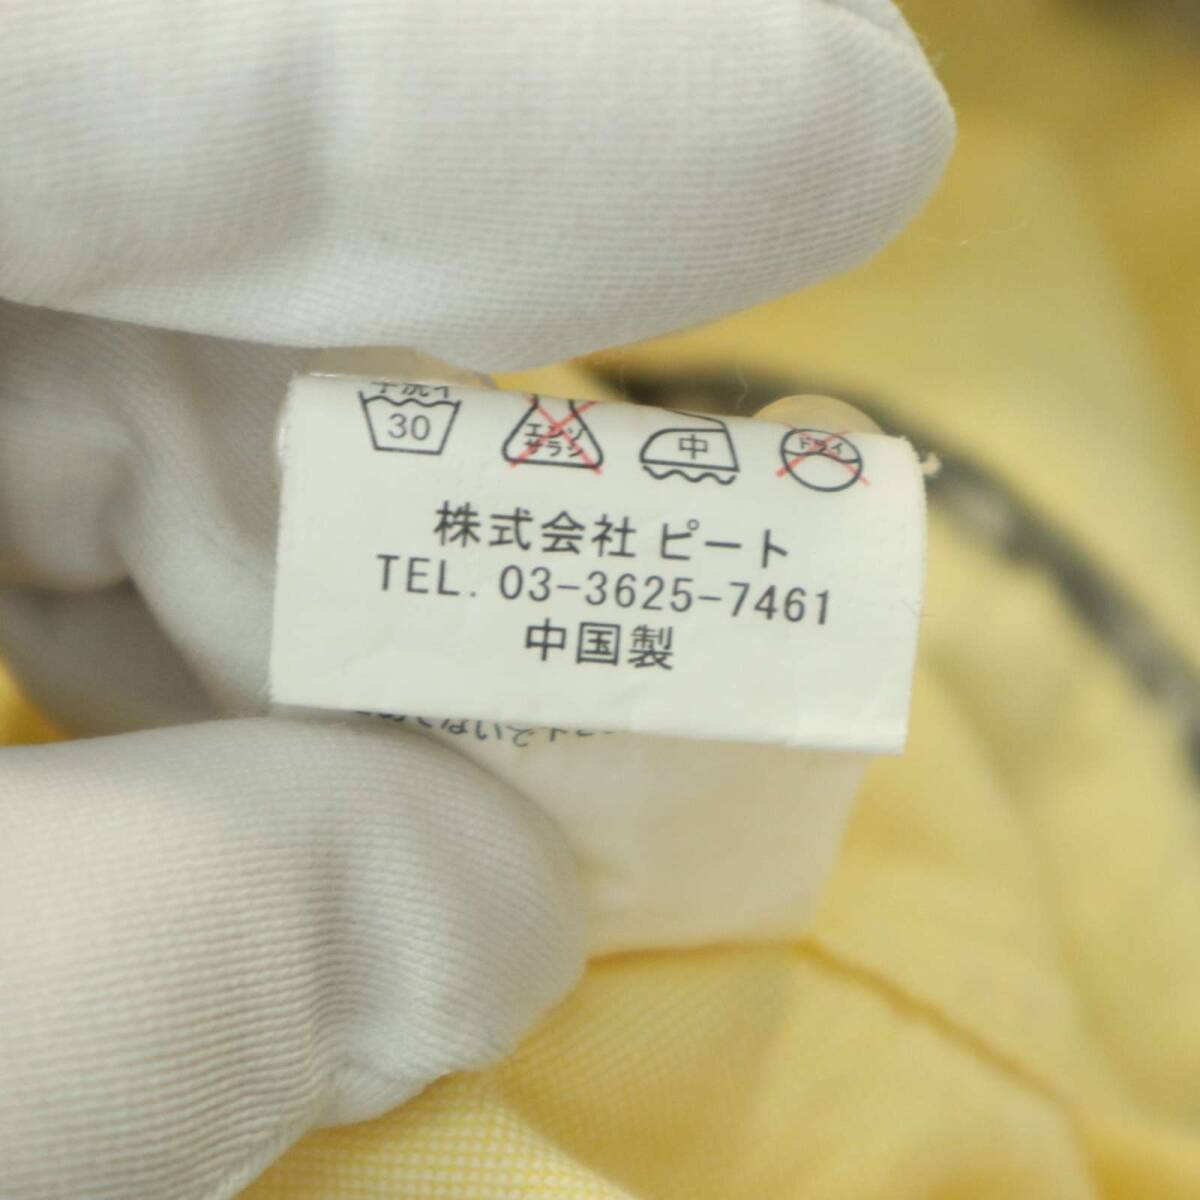 手洗イ
30 エンソ サラシ 中 ドライ
株式会社 ピート
TEL. 03-3625-7461
中国製